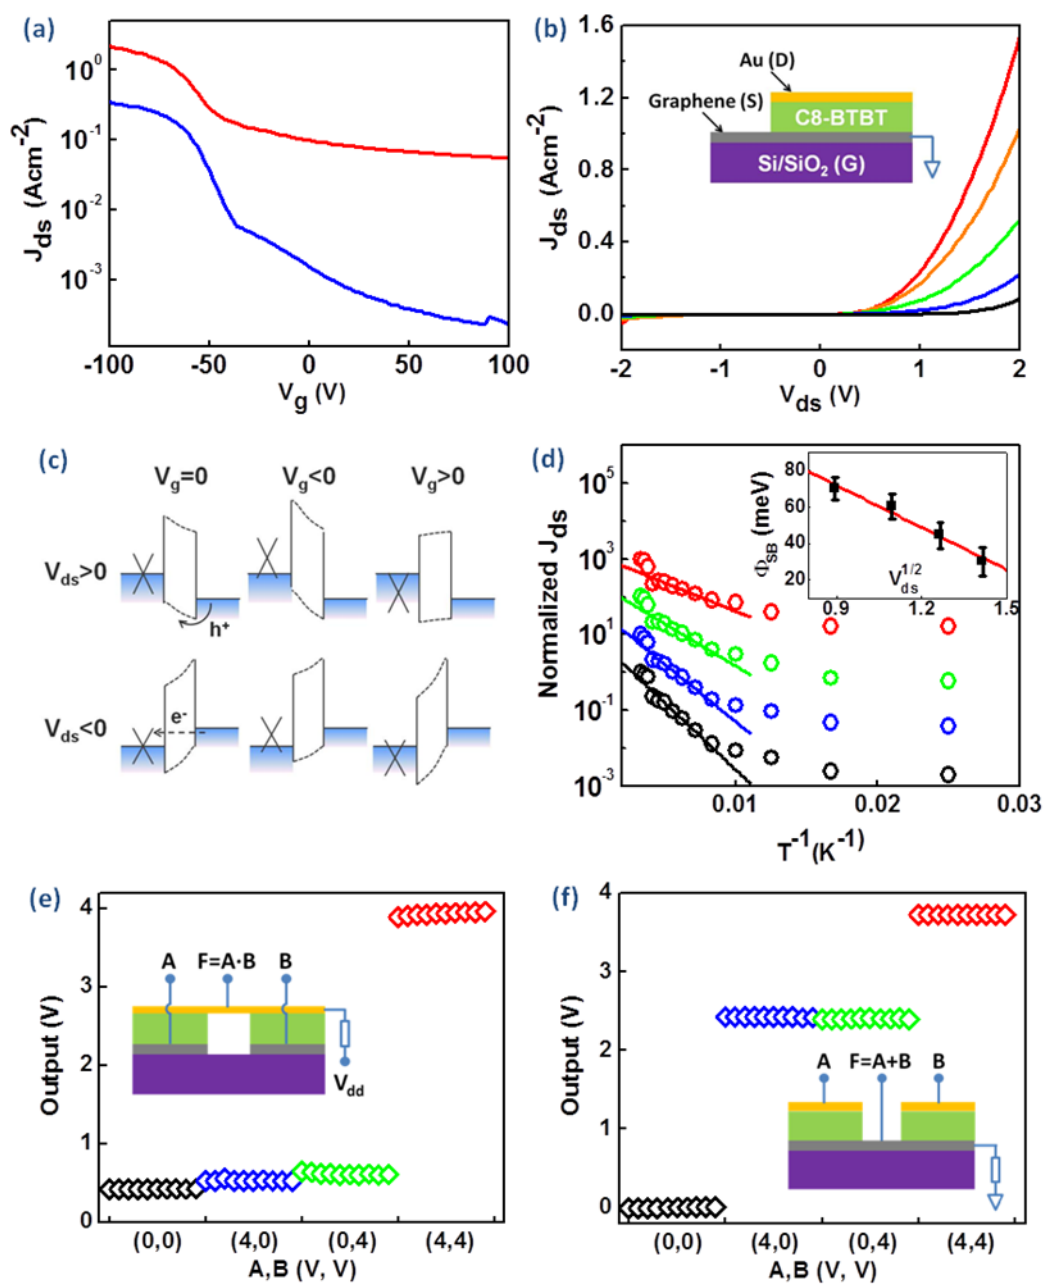 (a)
10^0
10^-1
10^-2
10^-3
J_ds (Acm^-2)
-100 -50 0 50 100
V_g (V)
(b)
1.6
1.2
0.8
0.4
0.0
J_ds (Acm^-2)
Au (D)
Graphene (S)
C8-BTBT
Si/SiO_2 (G)
-2 -1 0 1 2
V_ds (V)
(c)
V_g=0 V_g<0 V_g>0
V_ds>0
h^+
V_ds<0
e^-
(d)
10^5
10^3
10^1
10^-1
10^-3
Normalized J_ds
80
60
40
20
Φ_SB (meV)
0.9 1.2 1.5
V_ds^1/2
0.01 0.02 0.03
T^-1(K^-1)
(e)
4
3
2
1
0
Output (V)
A F=A·B B
V_dd
(0,0) (4,0) (0,4) (4,4)
A,B (V, V)
(f)
4
3
2
1
0
Output (V)
A F=A+B B
(0,0) (4,0) (0,4) (4,4)
A,B (V, V)